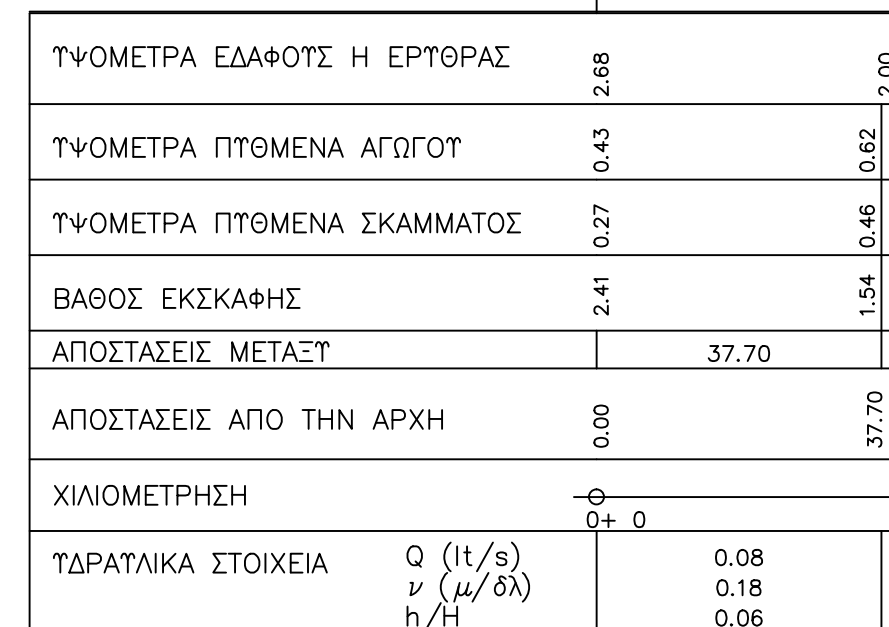 ΥΨΟΜΕΤΡΑ ΕΔΑΦΟΥΣ Η ΕΡΥΘΡΑΣ 2.68 2.00
ΥΨΟΜΕΤΡΑ ΠΥΘΜΕΝΑ ΑΓΩΓΟΥ 0.43 0.62
ΥΨΟΜΕΤΡΑ ΠΥΘΜΕΝΑ ΣΚΑΜΜΑΤΟΣ 0.27 0.46
ΒΑΘΟΣ ΕΚΣΚΑΦΗΣ 2.41 1.54
ΑΠΟΣΤΑΣΕΙΣ ΜΕΤΑΞΥ 37.70
ΑΠΟΣΤΑΣΕΙΣ ΑΠΟ ΤΗΝ ΑΡΧΗ 0.00 37.70
ΧΙΛΙΟΜΕΤΡΗΣΗ
0+ 0
ΥΔΡΑΥΛΙΚΑ ΣΤΟΙΧΕΙΑ Q (lt/s) 0.08
ν (μ/δλ) 0.18
h/H 0.06